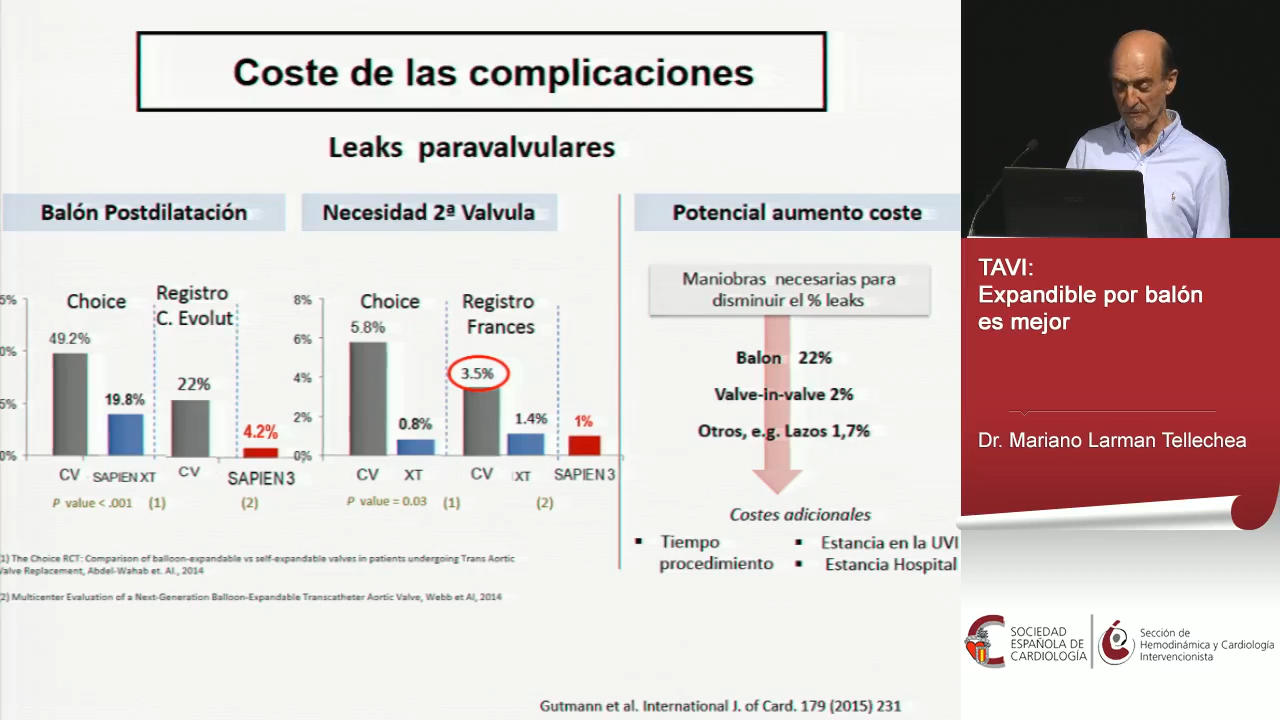 Coste de las complicaciones
Leaks paravalvulares
Balón Postdilatación
Necesidad 2ª Valvula
Potencial aumento coste
Choice
Registro
C. Evolut
5%
0%
5%
0%
49.2%
19.8%
22%
4.2%
CV
SAPIEN XT
CV
SAPIEN 3
P value < .001 (1)
(2)
8%
6%
4%
2%
0%
Choice
Registro
Frances
5.8%
0.8%
3.5%
1.4%
1%
CV
XT
CV
XT
SAPIEN 3
P value = 0.03 (1)
(2)
Maniobras necesarias para
disminuir el % leaks
Balon 22%
Valve-in-valve 2%
Otros, e.g. Lazos 1,7%
Costes adicionales
▪ Tiempo
procedimiento
▪ Estancia en la UVI
▪ Estancia Hospital
1) The Choice RCT: Comparison of balloon-expandable vs self-expandable valves in patients undergoing Trans Aortic
Valve Replacement, Abdel-Wahab et. Al., 2014
(2) Multicenter Evaluation of a Next-Generation Balloon-Expandable Transcatheter Aortic Valve, Webb et Al, 2014
Gutmann et al. International J. of Card. 179 (2015) 231
TAVI:
Expandible por balón
es mejor
Dr. Mariano Larman Tellechea
SOCIEDAD
ESPAÑOLA DE
CARDIOLOGÍA
Sección de
Hemodinámica y Cardiología
Intervencionista